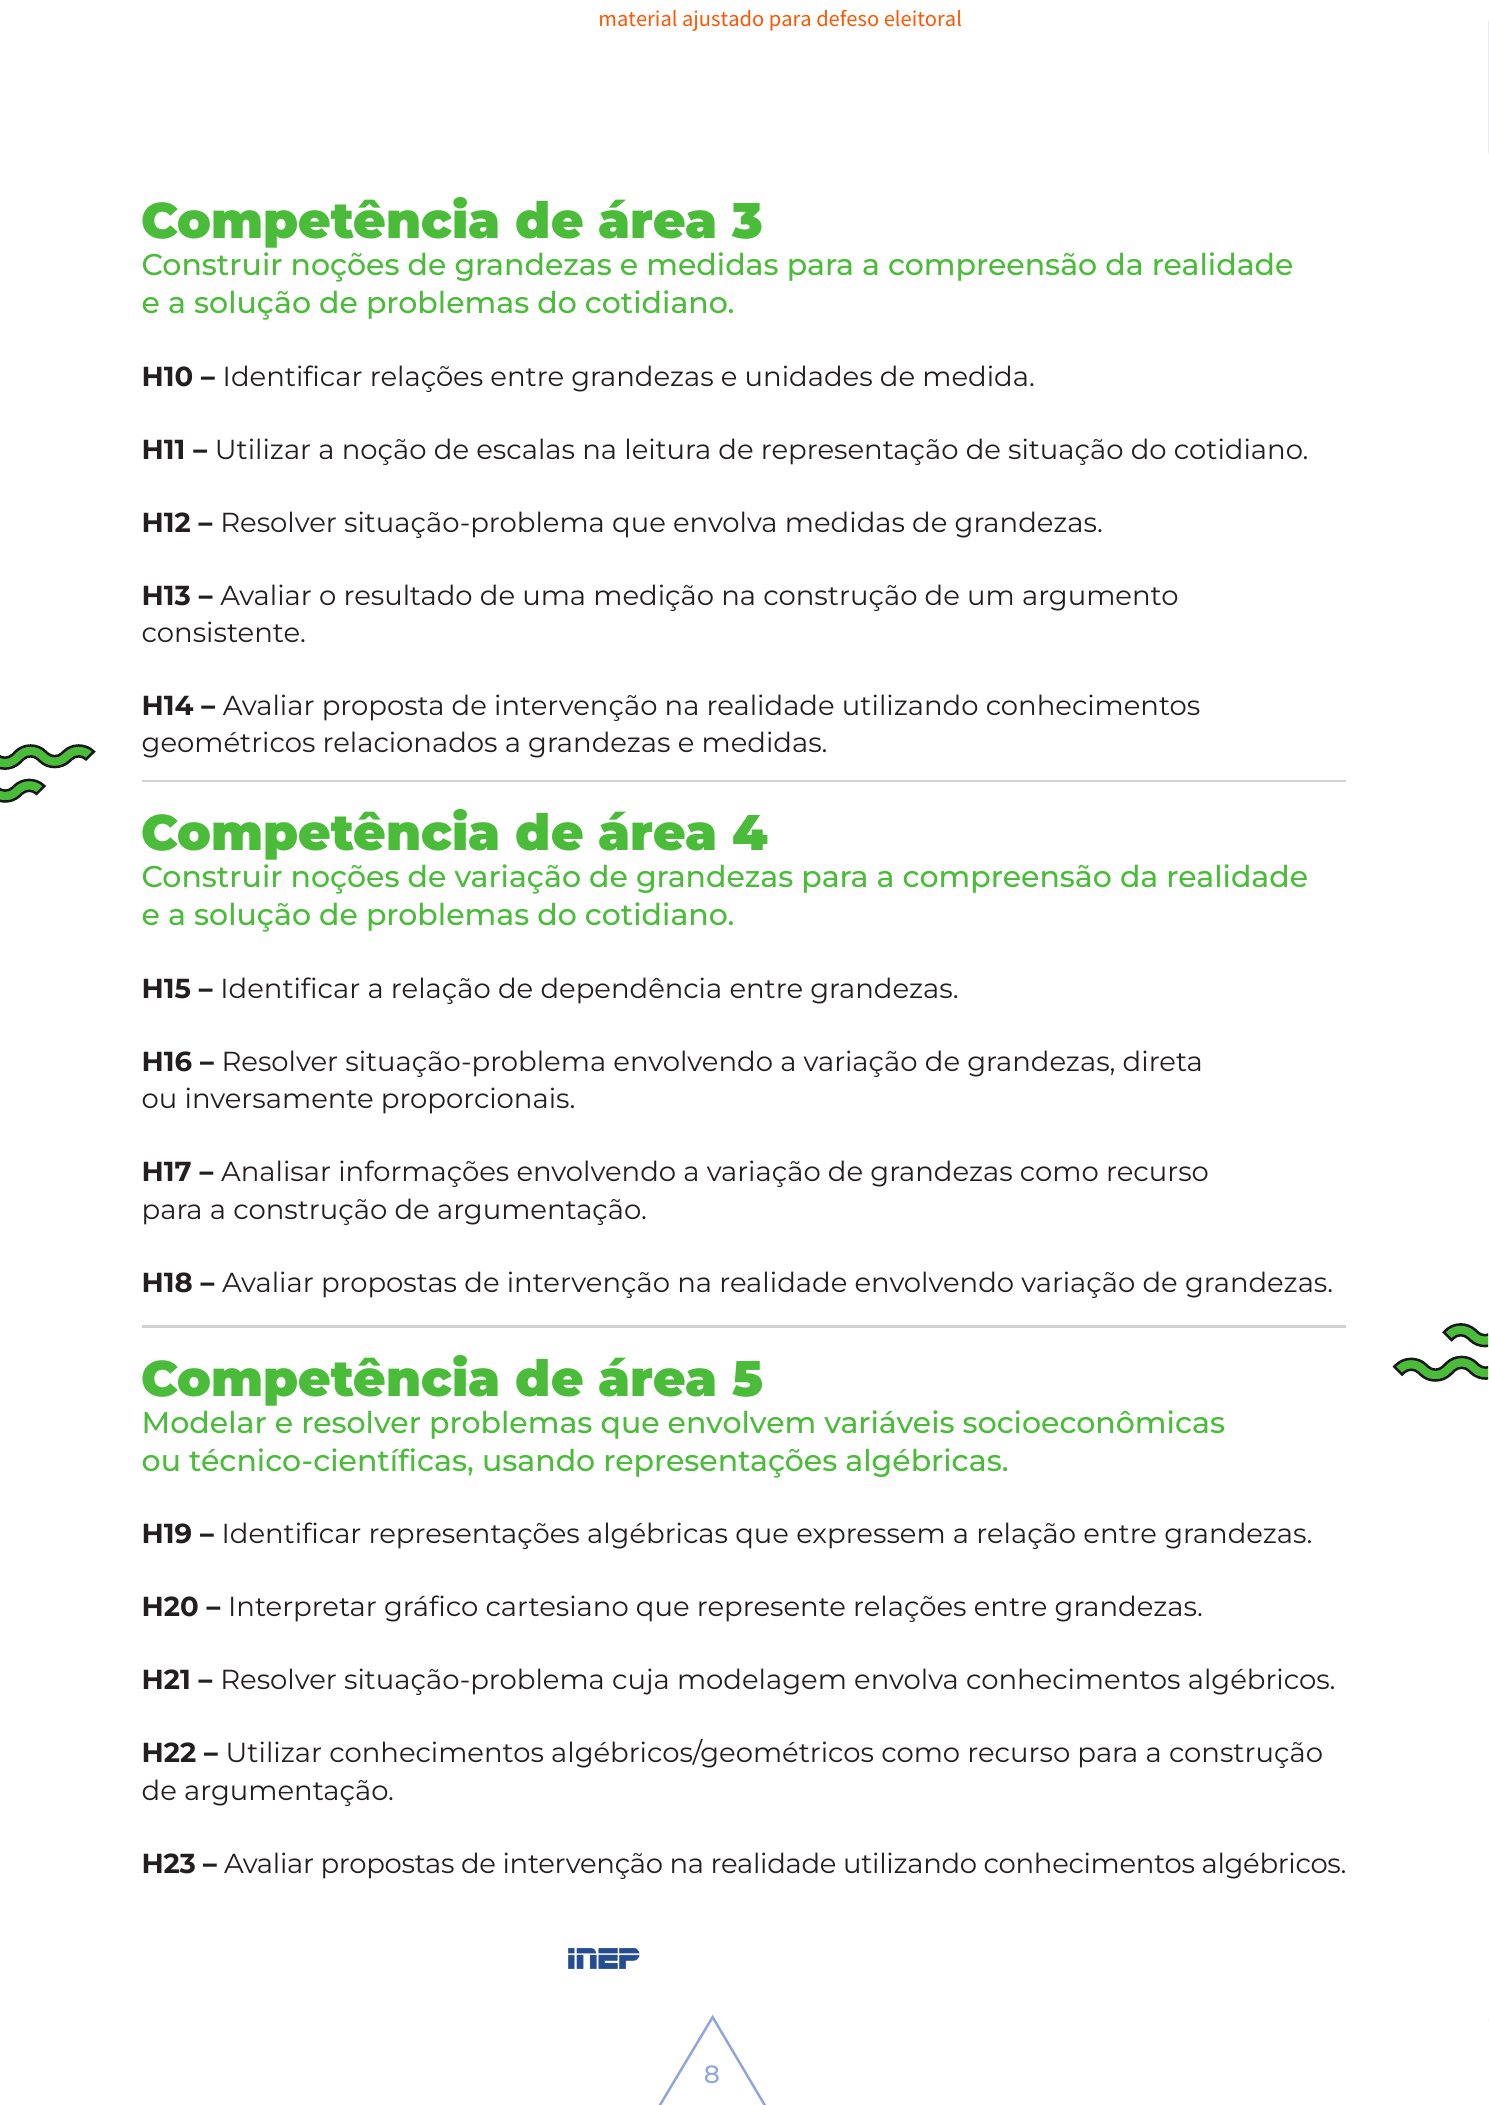 material ajustado para defeso eleitoral
Competência de área 3
Construir noções de grandezas e medidas para a compreensão da realidade
e a solução de problemas do cotidiano.
H10 – Identificar relações entre grandezas e unidades de medida.
H11 – Utilizar a noção de escalas na leitura de representação de situação do cotidiano.
H12 – Resolver situação-problema que envolva medidas de grandezas.
H13 – Avaliar o resultado de uma medição na construção de um argumento
consistente.
H14 – Avaliar proposta de intervenção na realidade utilizando conhecimentos
geométricos relacionados a grandezas e medidas.
Competência de área 4
Construir noções de variação de grandezas para a compreensão da realidade
e a solução de problemas do cotidiano.
H15 – Identificar a relação de dependência entre grandezas.
H16 – Resolver situação-problema envolvendo a variação de grandezas, direta
ou inversamente proporcionais.
H17 – Analisar informações envolvendo a variação de grandezas como recurso
para a construção de argumentação.
H18 – Avaliar propostas de intervenção na realidade envolvendo variação de grandezas.
Competência de área 5
Modelar e resolver problemas que envolvem variáveis socioeconômicas
ou técnico-científicas, usando representações algébricas.
H19 – Identificar representações algébricas que expressem a relação entre grandezas.
H20 – Interpretar gráfico cartesiano que represente relações entre grandezas.
H21 – Resolver situação-problema cuja modelagem envolva conhecimentos algébricos.
H22 – Utilizar conhecimentos algébricos/geométricos como recurso para a construção
de argumentação.
H23 – Avaliar propostas de intervenção na realidade utilizando conhecimentos algébricos.
INEP
8